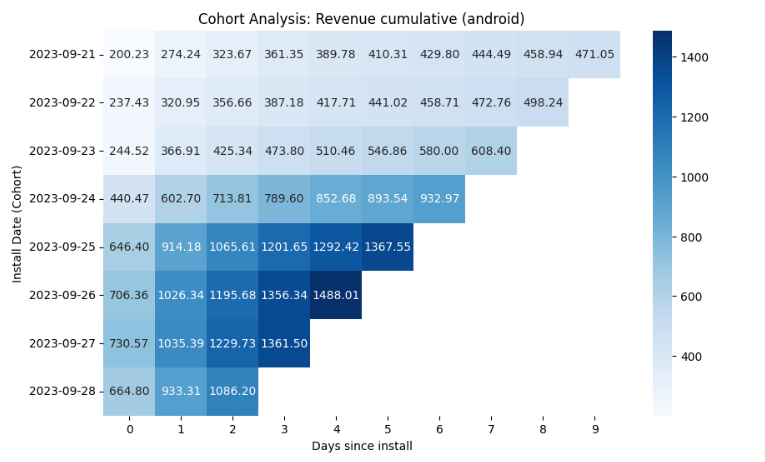 Cohort Analysis: Revenue cumulative (android)
Install Date (Cohort)
2023-09-21 200.23 274.24 323.67 361.35 389.78 410.31 429.80 444.49 458.94 471.05
2023-09-22 237.43 320.95 356.66 387.18 417.71 441.02 458.71 472.76 498.24
2023-09-23 244.52 366.91 425.34 473.80 510.46 546.86 580.00 608.40
2023-09-24 440.47 602.70 713.81 789.60 852.68 893.54 932.97
2023-09-25 646.40 914.18 1065.61 1201.65 1292.42 1367.55
2023-09-26 706.36 1026.34 1195.68 1356.34 1488.01
2023-09-27 730.57 1035.39 1229.73 1361.50
2023-09-28 664.80 933.31 1086.20
0 1 2 3 4 5 6 7 8 9
Days since install
1400
1200
1000
800
600
400